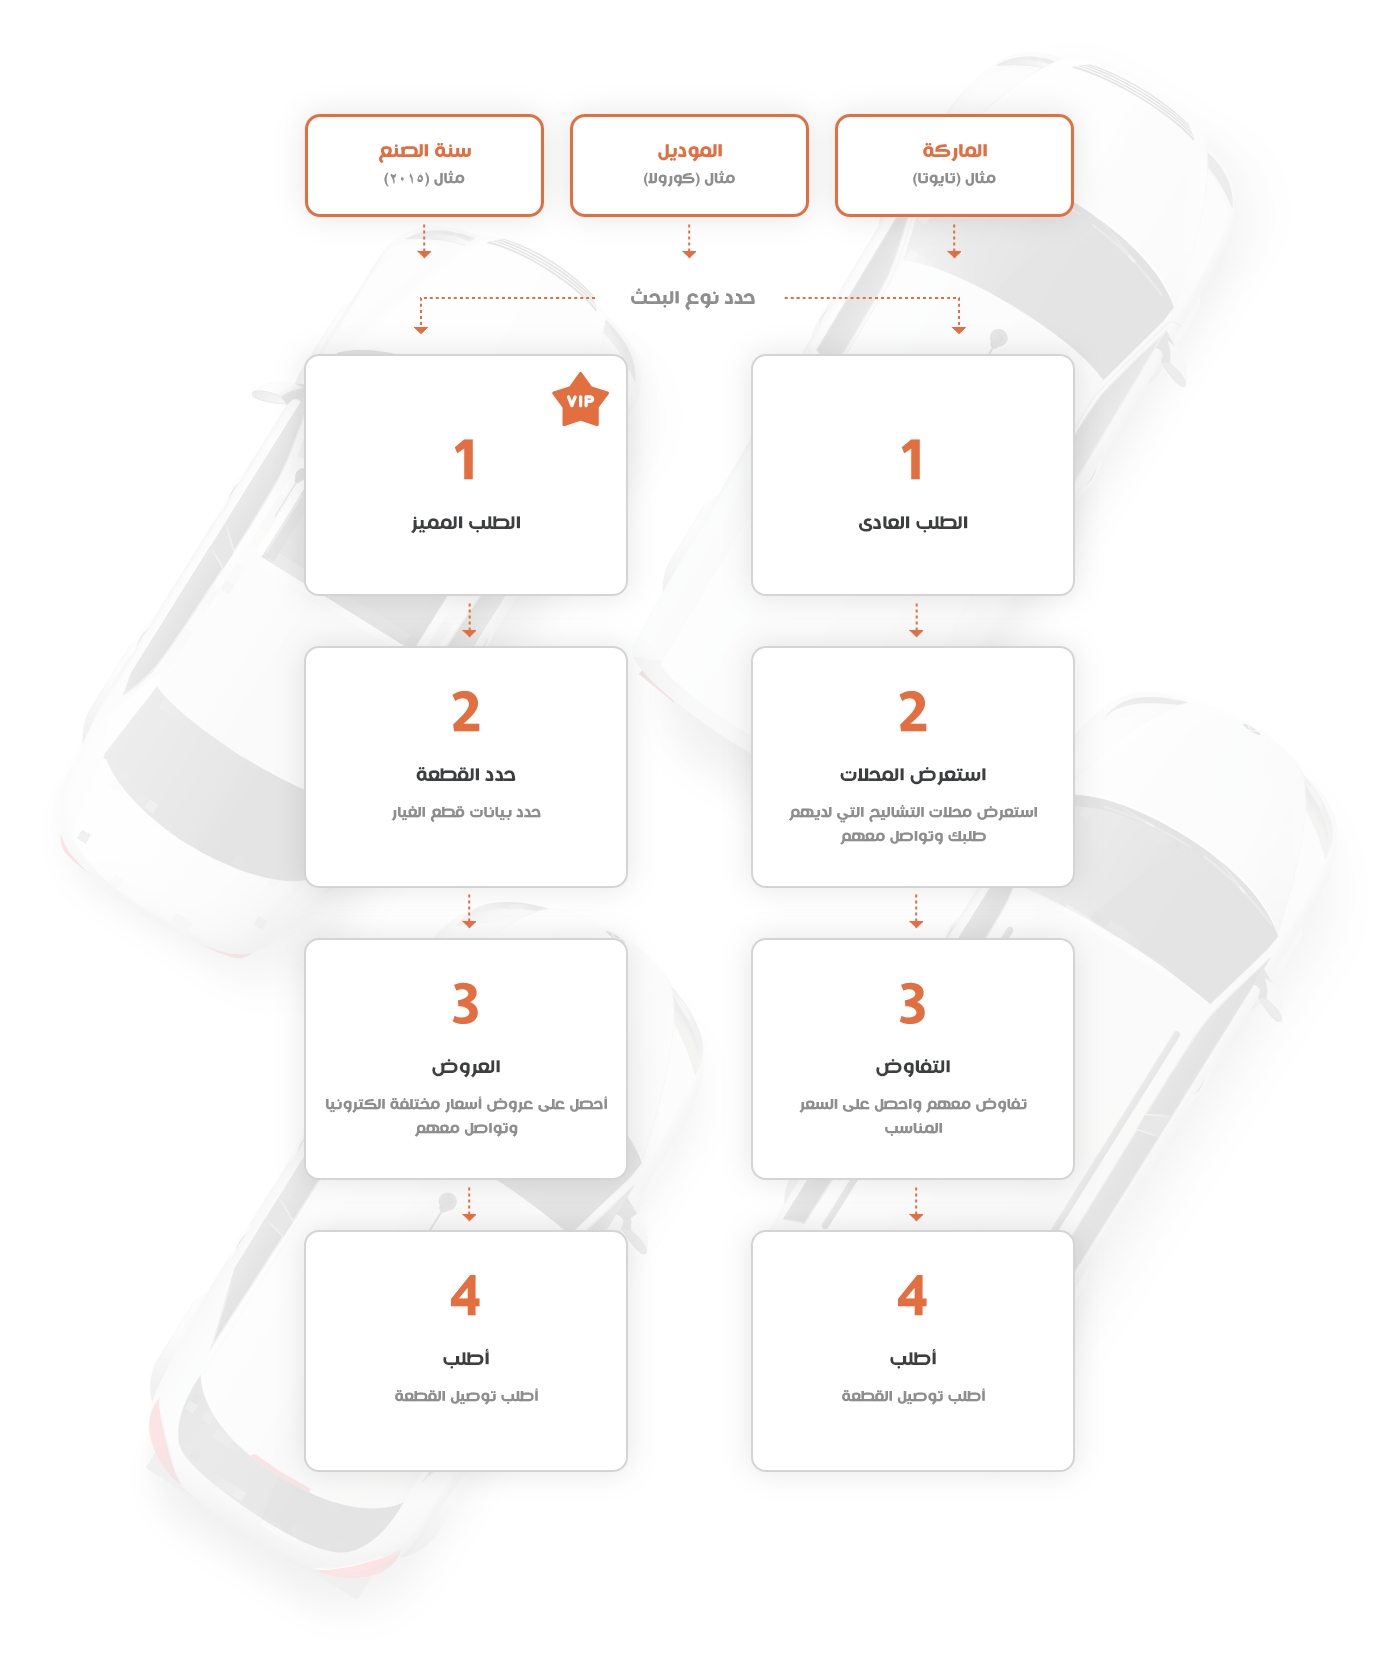 الماركة
مثال (تايوتا)
الموديل
مثال (كورولا)
سنة الصنع
مثال (٢٠١٥)
حدد نوع البحث
1
الطلب العادى
2
استعرض المحلات
استعرض محلات التشاليح التي لديهم
طلبك وتواصل معهم
3
التفاوض
تفاوض معهم واحصل على السعر
المناسب
4
أطلب
أطلب توصيل القطعة
VIP
1
الطلب المميز
2
حدد القطعة
حدد بيانات قطع الغيار
3
العروض
أحصل على عروض أسعار مختلفة الكترونيا
وتواصل معهم
4
أطلب
أطلب توصيل القطعة